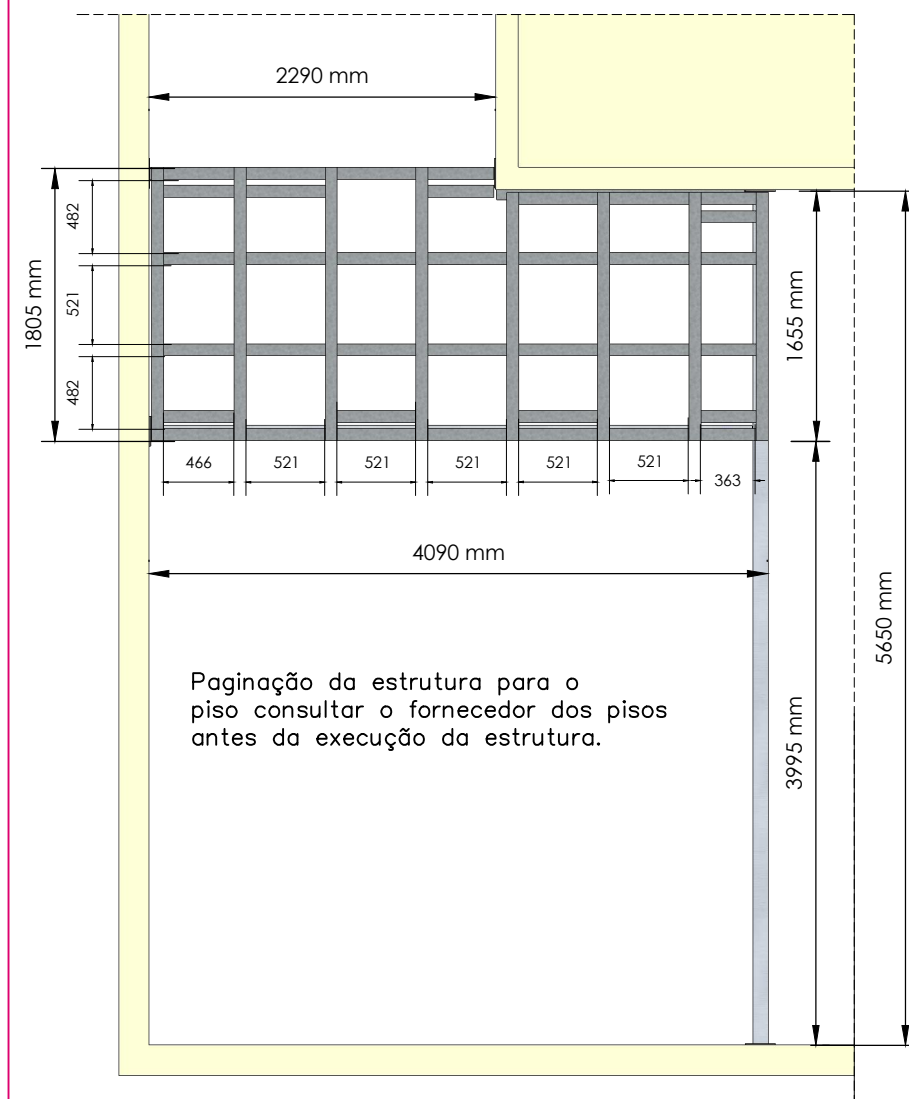 2290 mm
482
521
482
1805 mm
1655 mm
466
521
521
521
521
521
363
4090 mm
5650 mm
3995 mm
Paginação da estrutura para o
piso consultar o fornecedor dos pisos
antes da execução da estrutura.